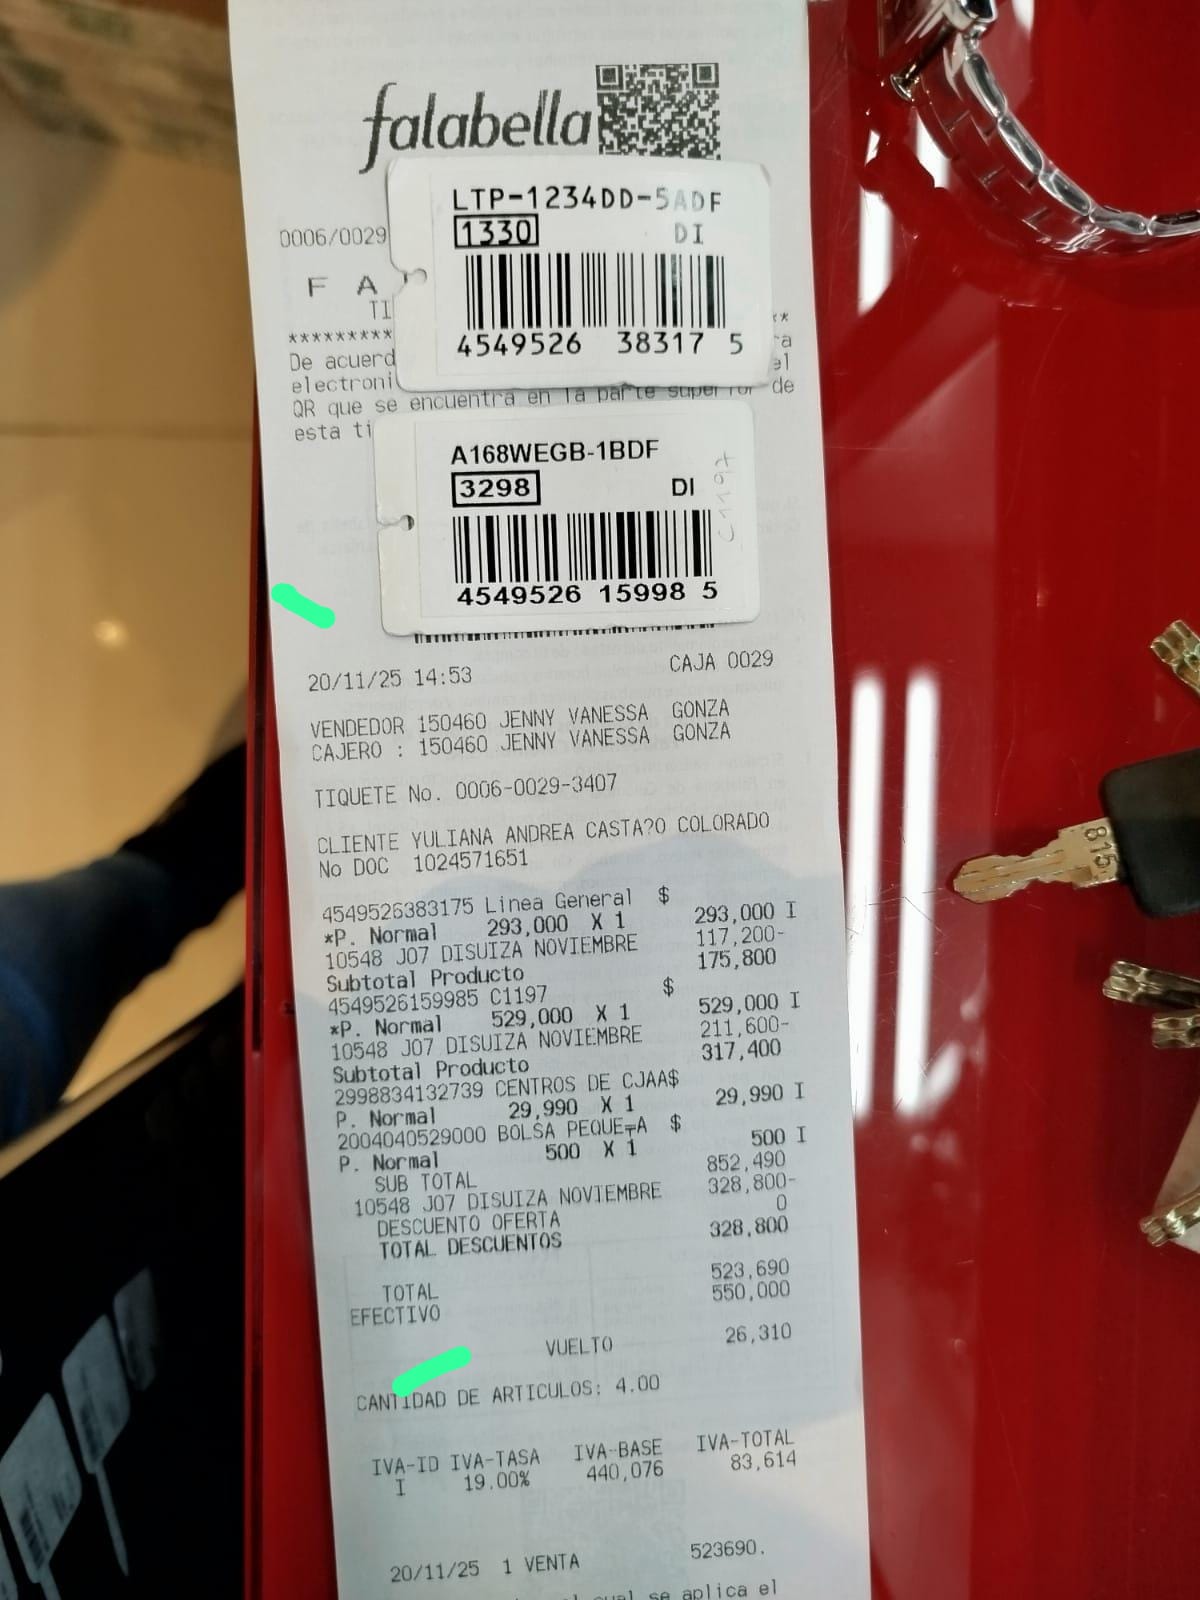 falabella
LTP-1234DD-5ADF
1330 DI
4549526 38317 5
0006/0029
F A
TI
********* **
De acuerd
electroni el
QR que se encuentra en la parte superior de
esta ti
A168WEGB-1BDF
3298 DI
C1197
4549526 15998 5
20/11/25 14:53 CAJA 0029
VENDEDOR 150460 JENNY VANESSA GONZA
CAJERO : 150460 JENNY VANESSA GONZA
TIQUETE No. 0006-0029-3407
CLIENTE YULIANA ANDREA CASTA?O COLORADO
No DOC 1024571651
4549526383175 Linea General $
*P. Normal 293,000 X 1 293,000 I
10548 J07 DISUIZA NOVIEMBRE 117,200-
Subtotal Producto 175,800
4549526159985 C1197 $
*P. Normal 529,000 X 1 529,000 I
10548 J07 DISUIZA NOVIEMBRE 211,600-
Subtotal Producto 317,400
2998834132739 CENTROS DE CJAA$
P. Normal 29,990 X 1 29,990 I
2004040529000 BOLSA PEQUE╤A $
P. Normal 500 X 1 500 I
SUB TOTAL 852,490
10548 J07 DISUIZA NOVIEMBRE 328,800-
DESCUENTO OFERTA 0
TOTAL DESCUENTOS 328,800
TOTAL 523,690
EFECTIVO 550,000
VUELTO 26,310
CANTIDAD DE ARTICULOS: 4.00
IVA-ID IVA-TASA IVA-BASE IVA-TOTAL
I 19.00% 440,076 83,614
20/11/25 1 VENTA 523690.
cual se aplica el
815